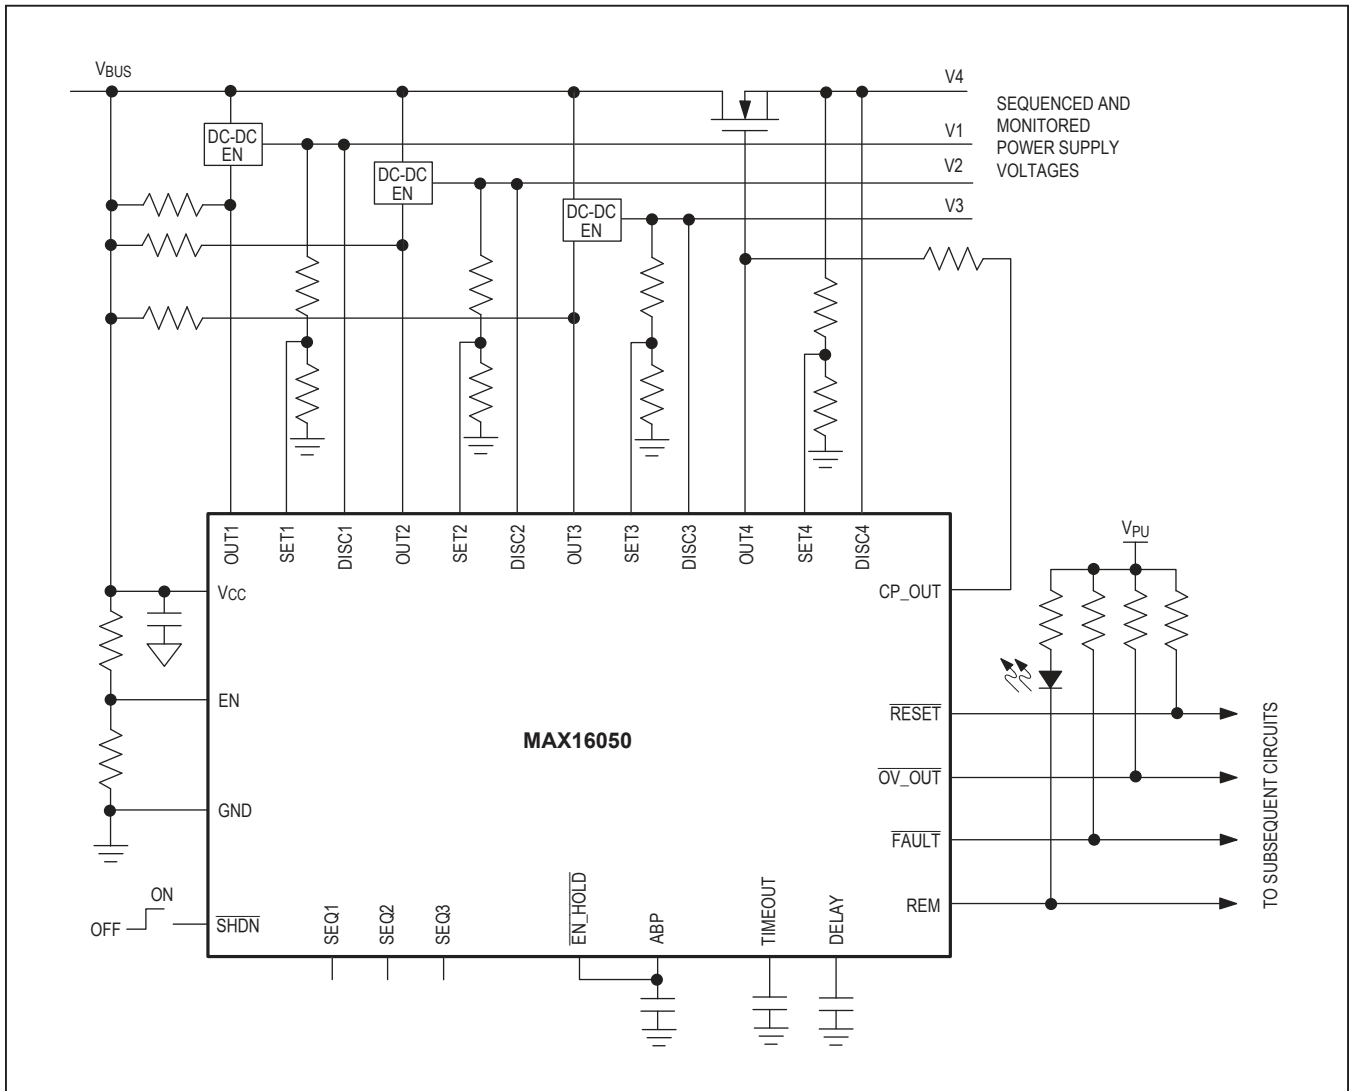 VBUS
V4
SEQUENCED AND
MONITORED
POWER SUPPLY
VOLTAGES
DC-DC
EN
V1
DC-DC
EN
V2
DC-DC
EN
V3
OUT1
SET1
DISC1
OUT2
SET2
DISC2
OUT3
SET3
DISC3
OUT4
SET4
DISC4
VPU
VCC
CP_OUT
EN
RESET
MAX16050
OV_OUT
GND
FAULT
TO SUBSEQUENT CIRCUITS
ON
OFF
SHDN
REM
SEQ1
SEQ2
SEQ3
EN_HOLD
ABP
TIMEOUT
DELAY